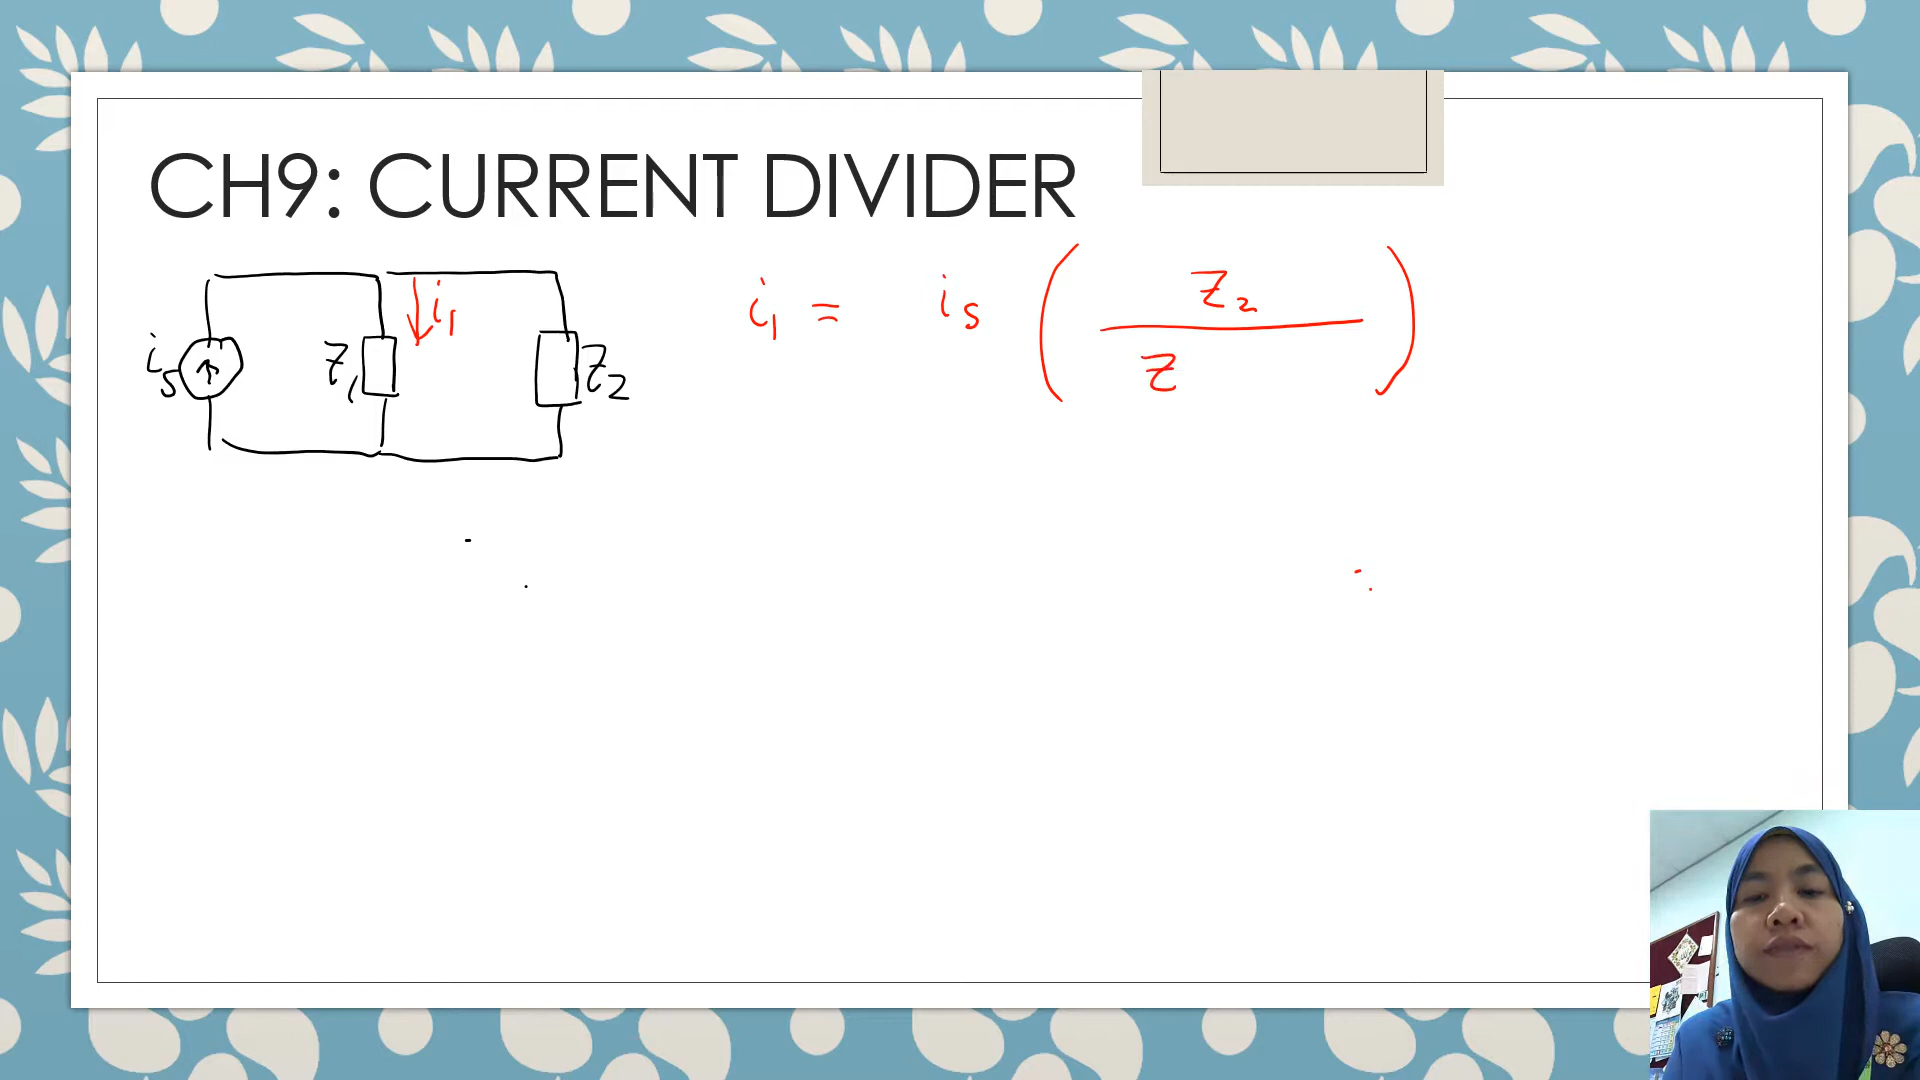 CH9: CURRENT DIVIDER
i₁ = iₛ ( Z₂ / Z )
i₁
iₛ
Z₁
Z₂